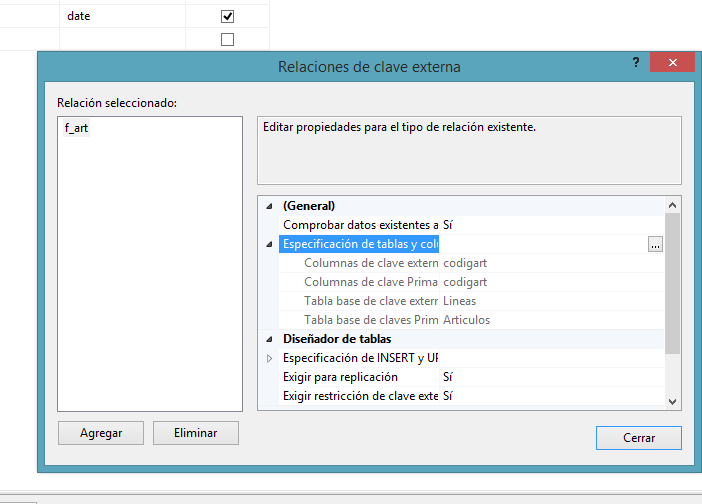 date
Relaciones de clave externa
?
Relación seleccionado:
f_art
Editar propiedades para el tipo de relación existente.
(General)
Comprobar datos existentes a Sí
Especificación de tablas y colu ...
Columnas de clave extern codigart
Columnas de clave Prima codigart
Tabla base de clave extern Lineas
Tabla base de claves Prim Articulos
Diseñador de tablas
Especificación de INSERT y UP
Exigir para replicación Sí
Exigir restricción de clave exte Sí
Agregar Eliminar
Cerrar